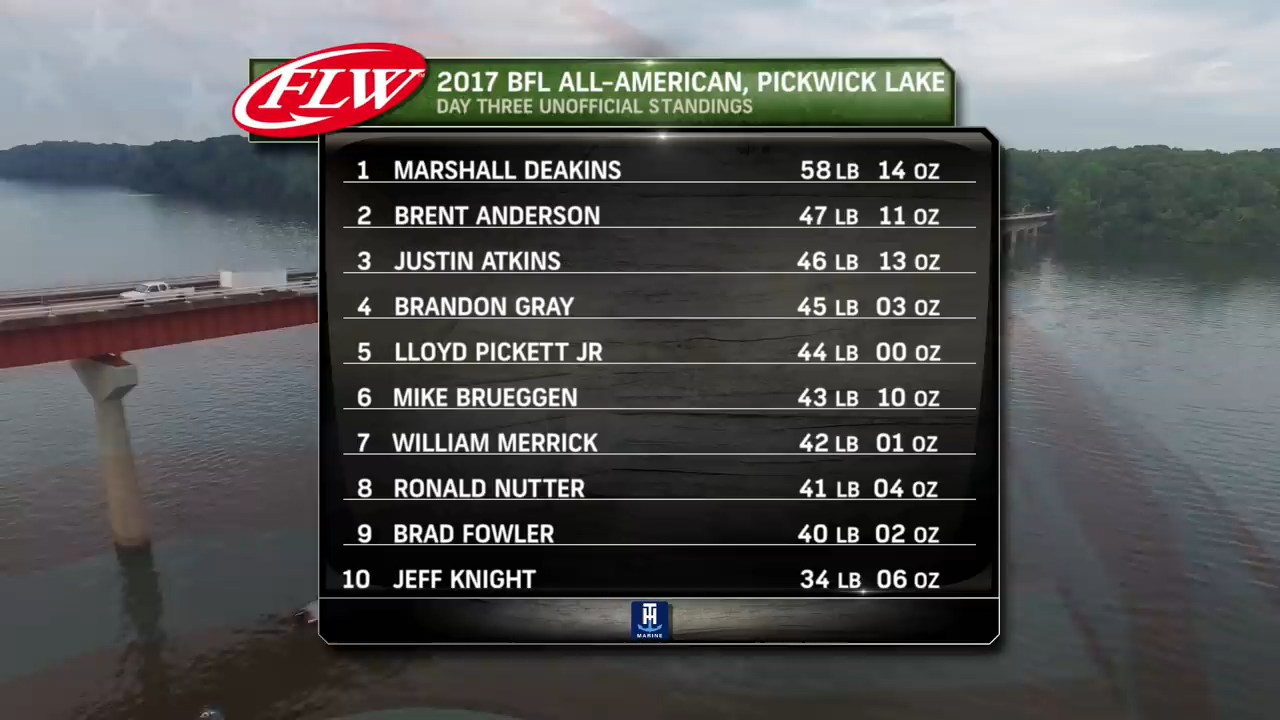 FLW
2017 BFL ALL-AMERICAN, PICKWICK LAKE
DAY THREE UNOFFICIAL STANDINGS
1 MARSHALL DEAKINS 58 LB 14 OZ
2 BRENT ANDERSON 47 LB 11 OZ
3 JUSTIN ATKINS 46 LB 13 OZ
4 BRANDON GRAY 45 LB 03 OZ
5 LLOYD PICKETT JR 44 LB 00 OZ
6 MIKE BRUEGGEN 43 LB 10 OZ
7 WILLIAM MERRICK 42 LB 01 OZ
8 RONALD NUTTER 41 LB 04 OZ
9 BRAD FOWLER 40 LB 02 OZ
10 JEFF KNIGHT 34 LB 06 OZ
TH
MARINE